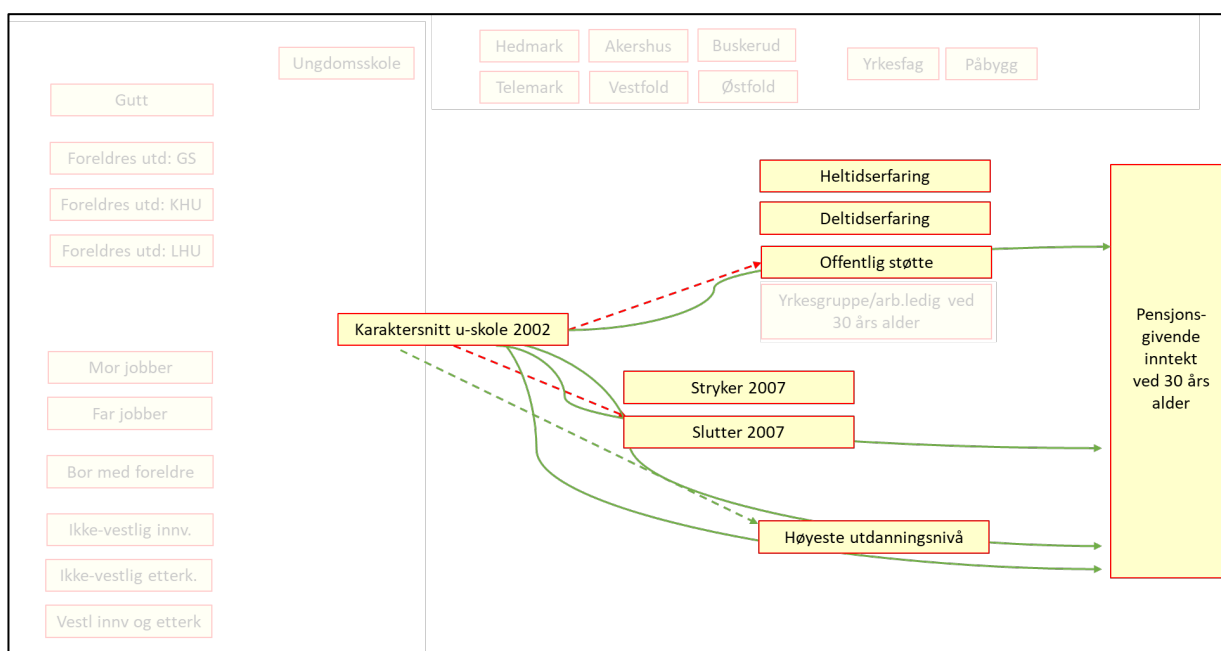 Hedmark
Akershus
Buskerud
Ungdomsskole
Yrkesfag
Påbygg
Telemark
Vestfold
Østfold
Gutt
Foreldres utd: GS
Foreldres utd: KHU
Foreldres utd: LHU
Heltidserfaring
Deltidserfaring
Offentlig støtte
Yrkesgruppe/arb.ledig ved
30 års alder
Karaktersnitt u-skole 2002
Pensjons-
givende
inntekt
ved 30 års
alder
Mor jobber
Far jobber
Stryker 2007
Slutter 2007
Bor med foreldre
Ikke-vestlig innv.
Ikke-vestlig etterk.
Vestl innv og etterk
Høyeste utdanningsnivå